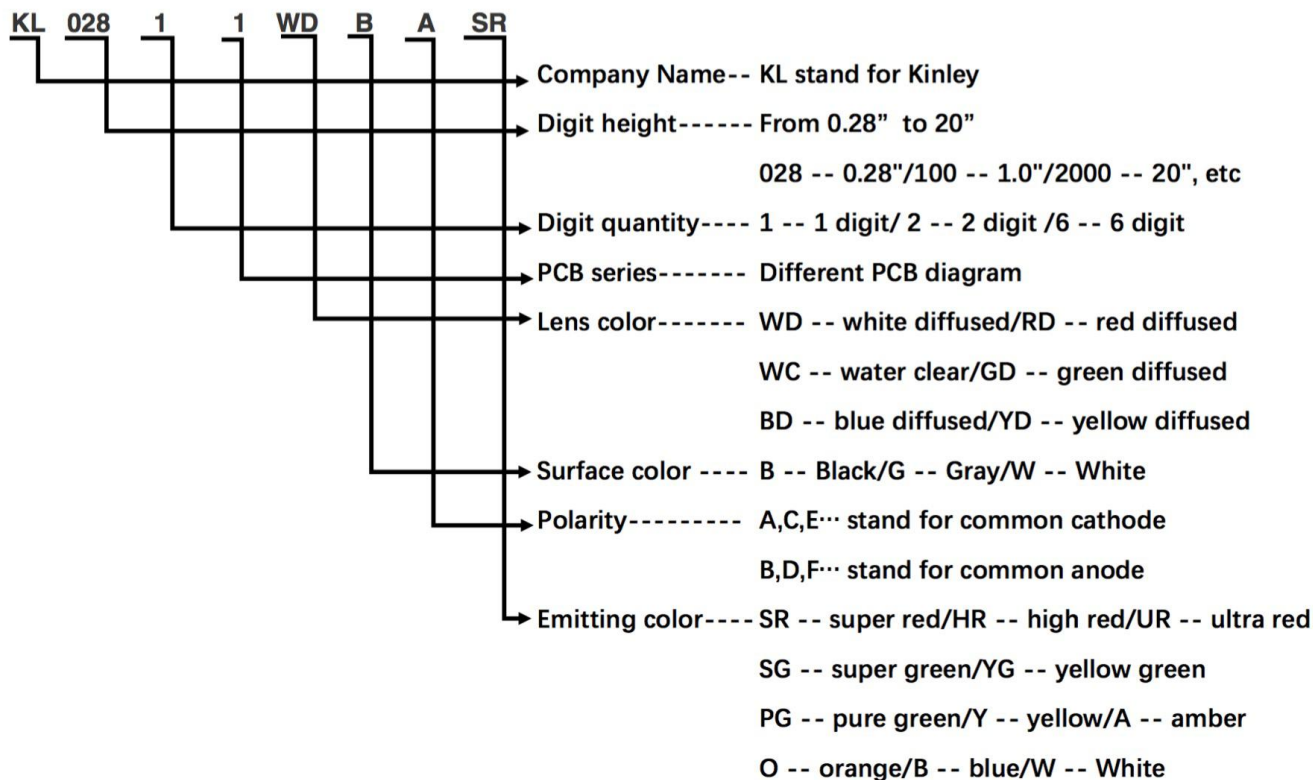 KL 028 1 1 WD B A SR
Company Name-- KL stand for Kinley
Digit height------ From 0.28” to 20”
028 -- 0.28"/100 -- 1.0"/2000 -- 20", etc
Digit quantity---- 1 -- 1 digit/ 2 -- 2 digit /6 -- 6 digit
PCB series------- Different PCB diagram
Lens color------- WD -- white diffused/RD -- red diffused
WC -- water clear/GD -- green diffused
BD -- blue diffused/YD -- yellow diffused
Surface color ---- B -- Black/G -- Gray/W -- White
Polarity--------- A,C,E··· stand for common cathode
B,D,F··· stand for common anode
Emitting color---- SR -- super red/HR -- high red/UR -- ultra red
SG -- super green/YG -- yellow green
PG -- pure green/Y -- yellow/A -- amber
O -- orange/B -- blue/W -- White